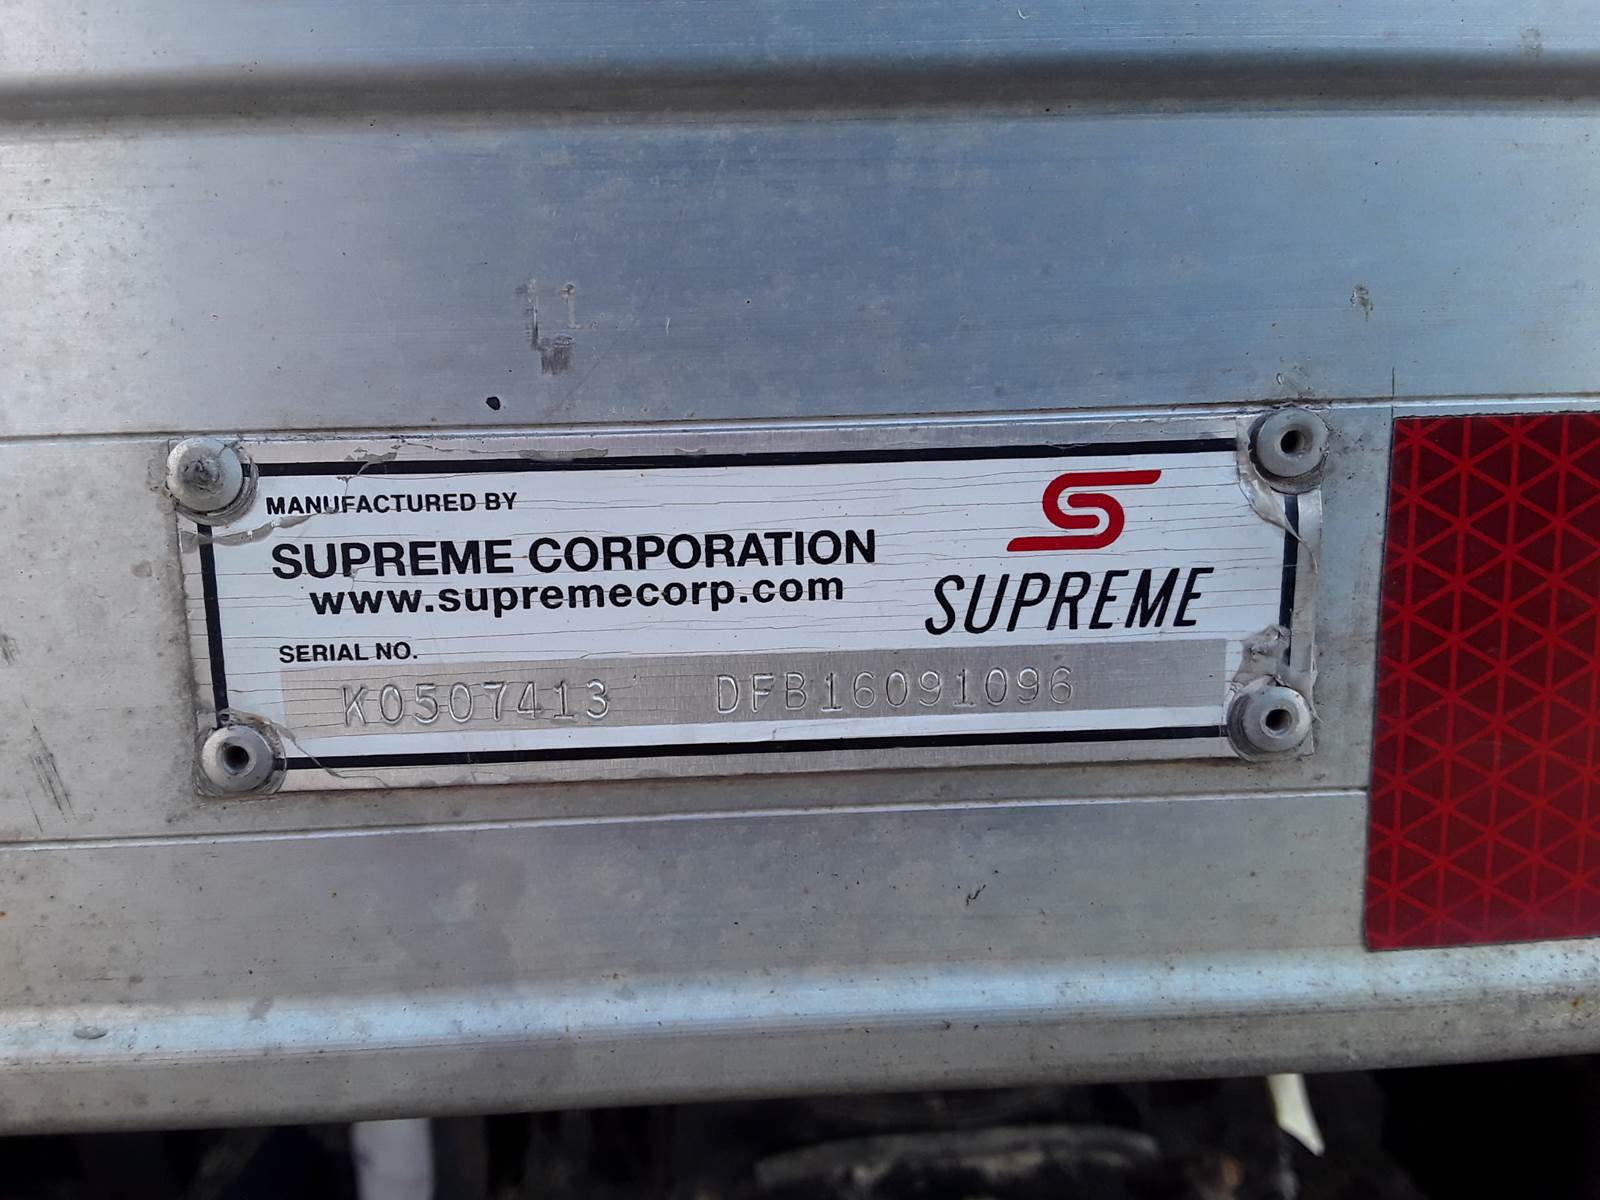 MANUFACTURED BY
SUPREME CORPORATION
www.supremecorp.com
SUPREME
SERIAL NO.
K0507413 DFB16091096